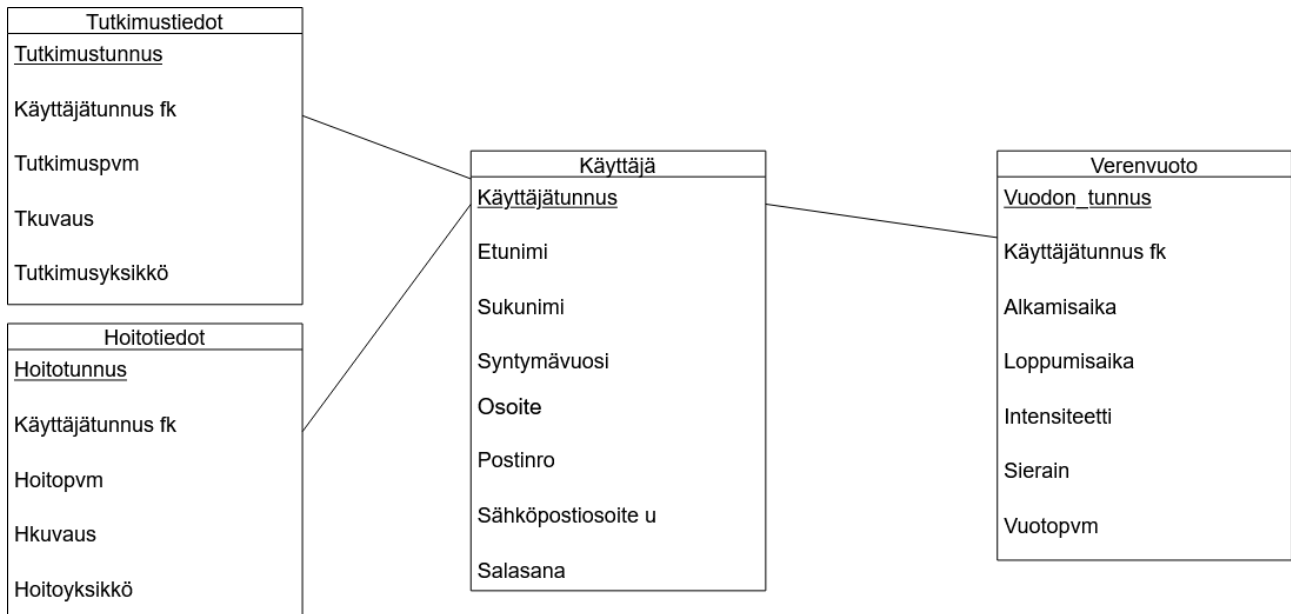 Tutkimustiedot
Tutkimustunnus
Käyttäjätunnus fk
Tutkimuspvm
Tkuvaus
Tutkimusyksikkö
Hoitotiedot
Hoitotunnus
Käyttäjätunnus fk
Hoitopvm
Hkuvaus
Hoitoyksikkö
Käyttäjä
Käyttäjätunnus
Etunimi
Sukunimi
Syntymävuosi
Osoite
Postinro
Sähköpostiosoite u
Salasana
Verenvuoto
Vuodon_tunnus
Käyttäjätunnus fk
Alkamisaika
Loppumisaika
Intensiteetti
Sierain
Vuotopvm